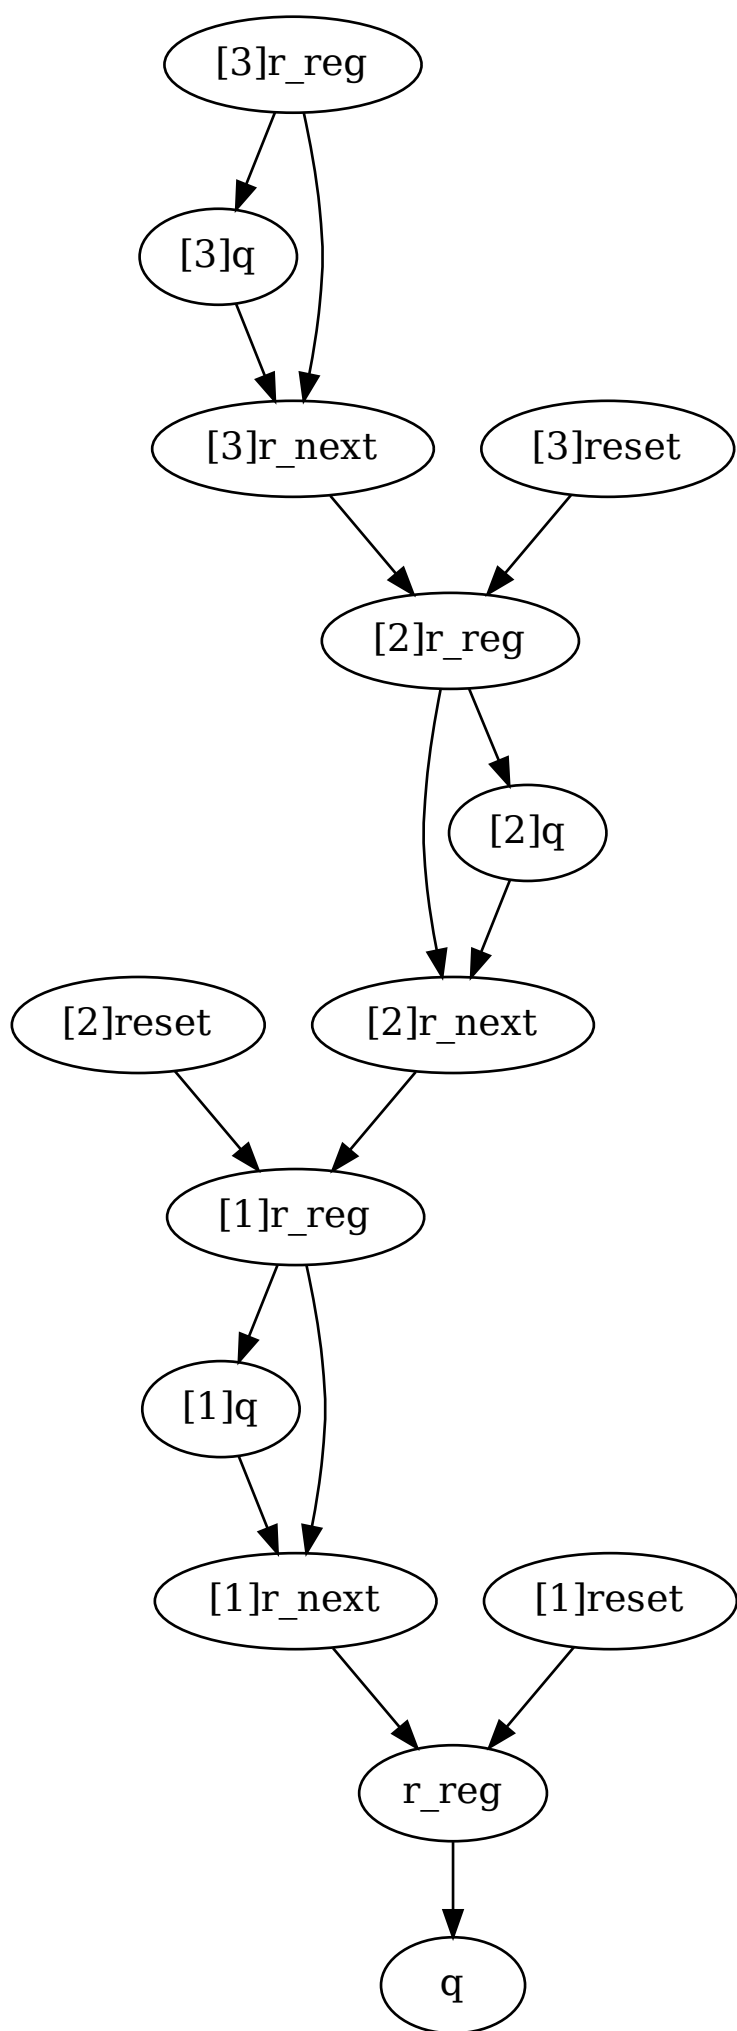 [3]r_reg
[3]q
[3]r_next
[3]reset
[2]r_reg
[2]q
[2]reset
[2]r_next
[1]r_reg
[1]q
[1]r_next
[1]reset
r_reg
q